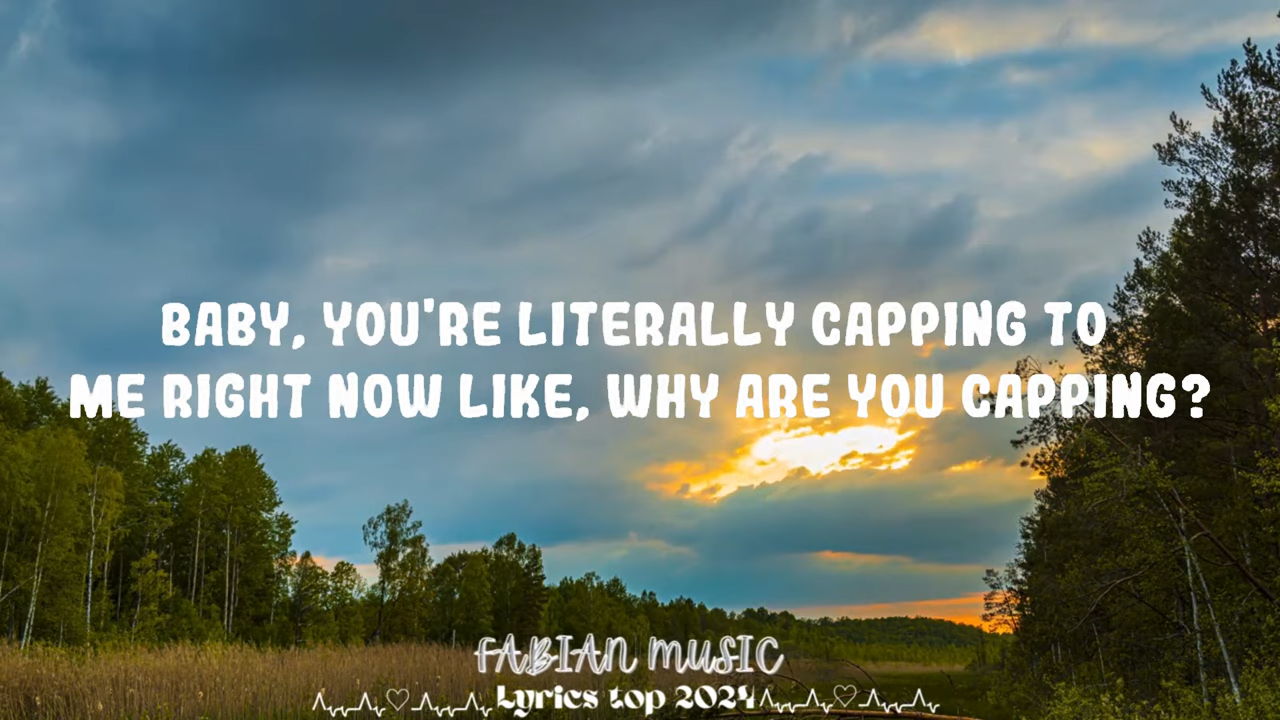 BABY, YOU'RE LITERALLY CAPPING TO
ME RIGHT NOW LIKE, WHY ARE YOU CAPPING?
FABIAN MUSIC
Lyrics top 2024